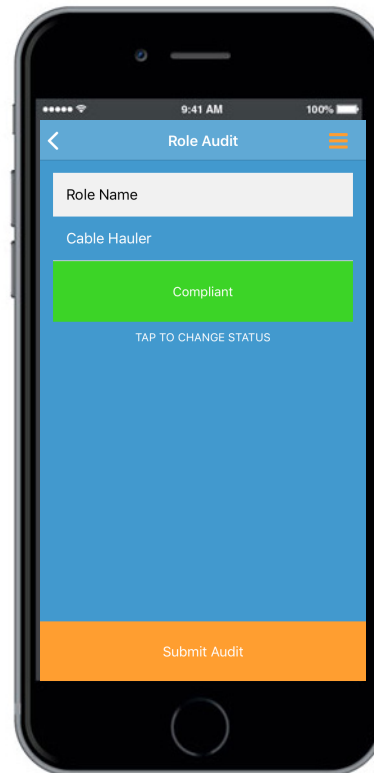 9:41 AM
100%
Role Audit
Role Name
Cable Hauler
Compliant
TAP TO CHANGE STATUS
Submit Audit